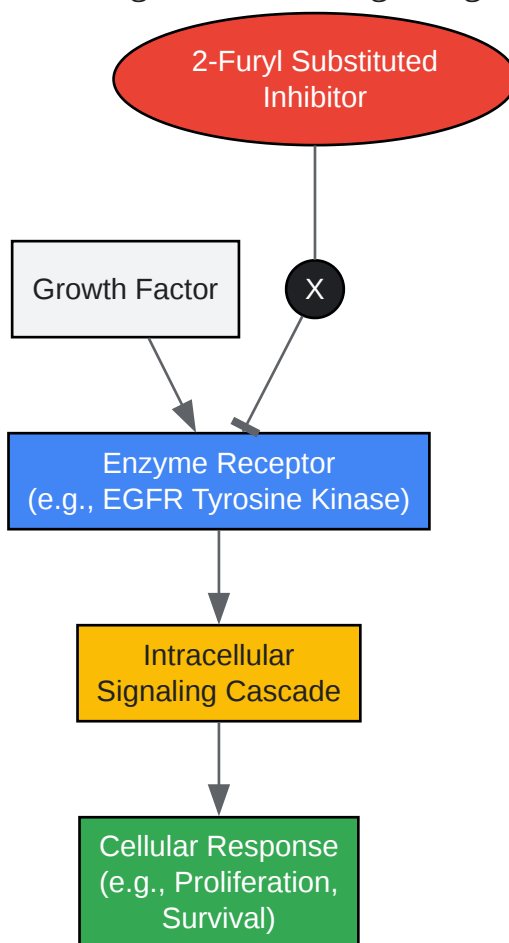 2-Furyl Substituted
Inhibitor
X
Growth Factor
Enzyme Receptor
(e.g., EGFR Tyrosine Kinase)
Intracellular
Signaling Cascade
Cellular Response
(e.g., Proliferation,
Survival)